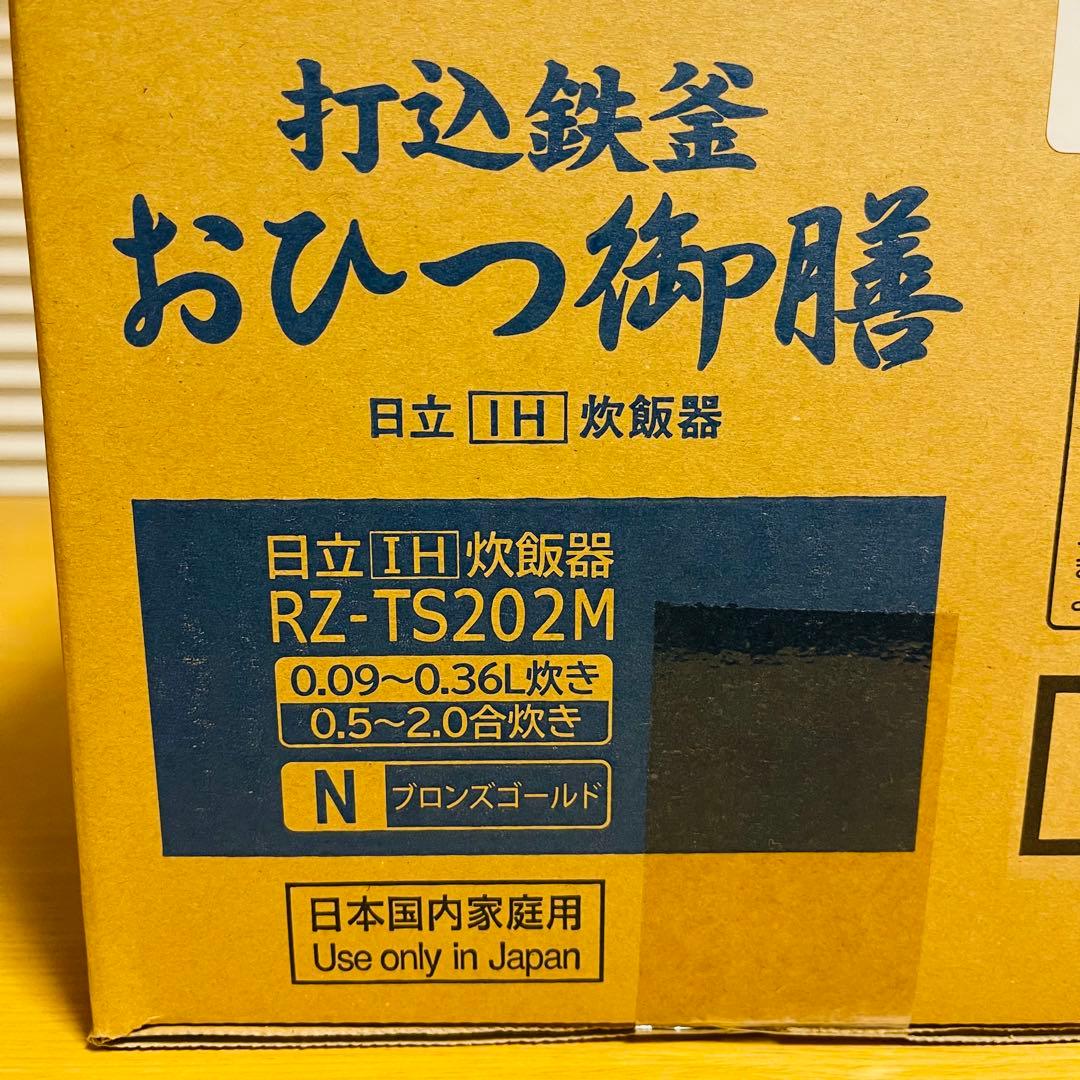 打込鉄釜
おひつ御膳
日立 IH 炊飯器
日立 IH 炊飯器
RZ-TS202M
0.09~0.36L炊き
0.5~2.0合炊き
N ブロンズゴールド
日本国内家庭用
Use only in Japan